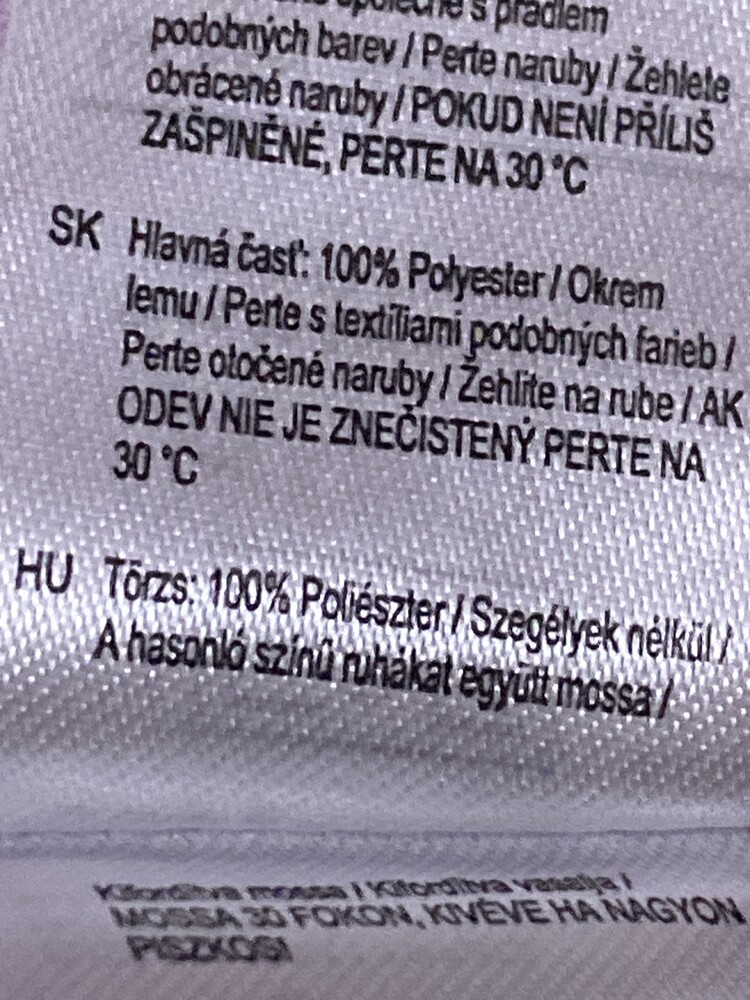 společně s prádlem
podobných barev / Perte naruby / Žehlete
obrácené naruby / POKUD NENÍ PŘÍLIŠ
ZAŠPINĚNÉ, PERTE NA 30 °C
SK Hlavná časť: 100% Polyester / Okrem
lemu / Perte s textíliami podobných farieb /
Perte otočené naruby / Žehlite na rube / AK
ODEV NIE JE ZNEČISTENÝ PERTE NA
30 °C
HU Törzs: 100% Poliészter / Szegélyek nélkül /
A hasonló színű ruhákat együtt mossa /
Kifordítva mossa / Kifordítva vasalja /
MOSSA 30 FOKON, KIVÉVE HA NAGYON
PISZKOS!